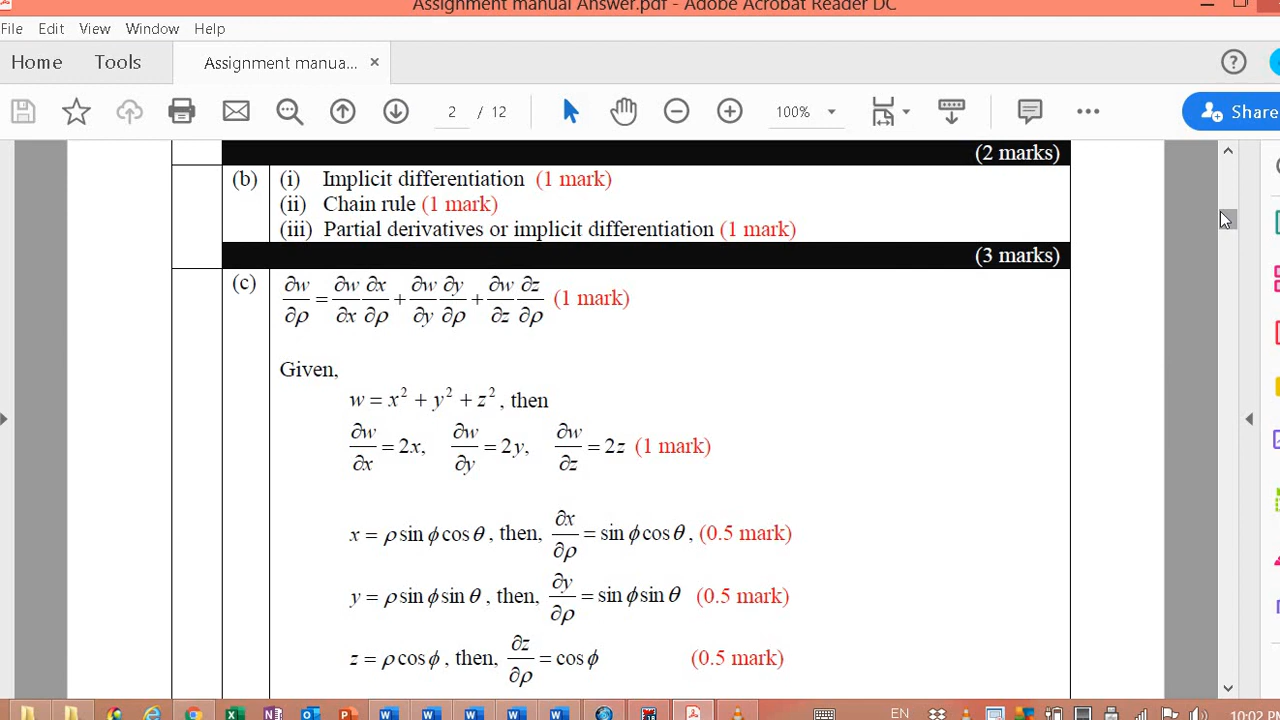 Assignment manual Answer.pdf - Adobe Acrobat Reader DC
File Edit View Window Help
Home Tools Assignment manua... ×
2 / 12 100% Share
(2 marks)
(b) (i) Implicit differentiation (1 mark)
(ii) Chain rule (1 mark)
(iii) Partial derivatives or implicit differentiation (1 mark)
(3 marks)
(c) ∂w/∂ρ = ∂w/∂x ∂x/∂ρ + ∂w/∂y ∂y/∂ρ + ∂w/∂z ∂z/∂ρ (1 mark)
Given,
w = x² + y² + z², then
∂w/∂x = 2x, ∂w/∂y = 2y, ∂w/∂z = 2z (1 mark)
x = ρ sin ϕ cos θ, then, ∂x/∂ρ = sin ϕ cos θ, (0.5 mark)
y = ρ sin ϕ sin θ, then, ∂y/∂ρ = sin ϕ sin θ (0.5 mark)
z = ρ cos ϕ, then, ∂z/∂ρ = cos ϕ (0.5 mark)
EN 10:02 PM